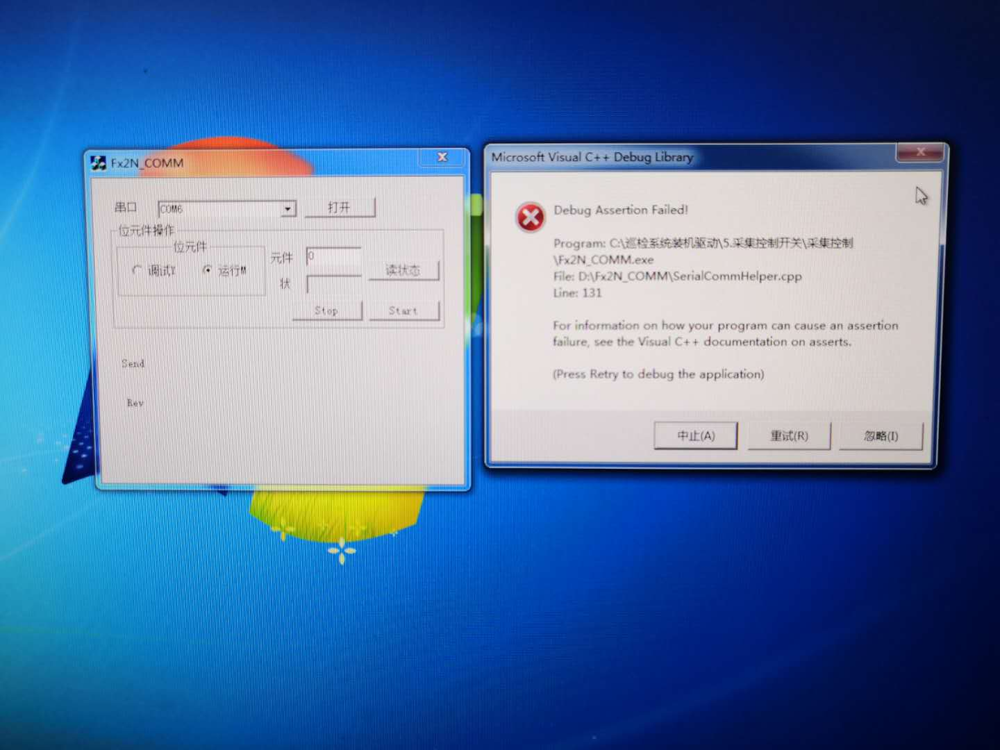 Fx2N_COMM
串口
COM6
打开
位元件操作
位元件
调试Y
运行M
元件
0
读状态
状
Stop
Start
Send
Rev
Microsoft Visual C++ Debug Library
Debug Assertion Failed!
Program: C:\巡检系统装机驱动\5.采集控制开关\采集控制
\Fx2N_COMM.exe
File: D:\Fx2N_COMM\SerialCommHelper.cpp
Line: 131
For information on how your program can cause an assertion
failure, see the Visual C++ documentation on asserts.
(Press Retry to debug the application)
中止(A)
重试(R)
忽略(I)